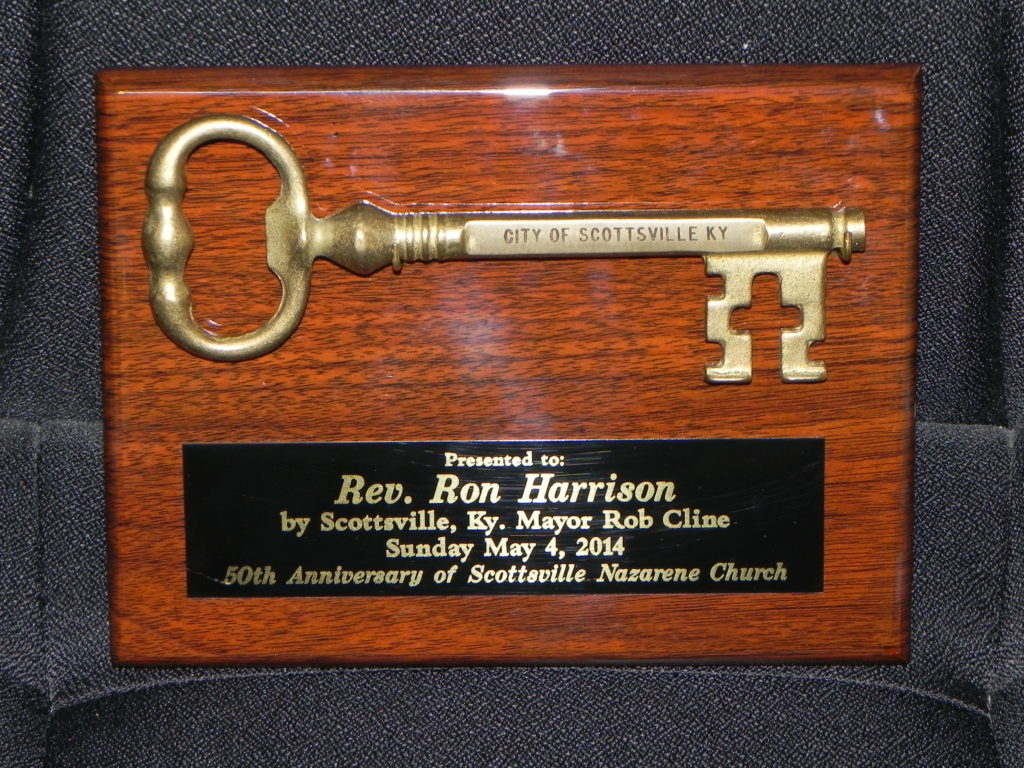 CITY OF SCOTTSVILLE KY
Presented to:
Rev. Ron Harrison
by Scottsville, Ky. Mayor Rob Cline
Sunday May 4, 2014
50th Anniversary of Scottsville Nazarene Church